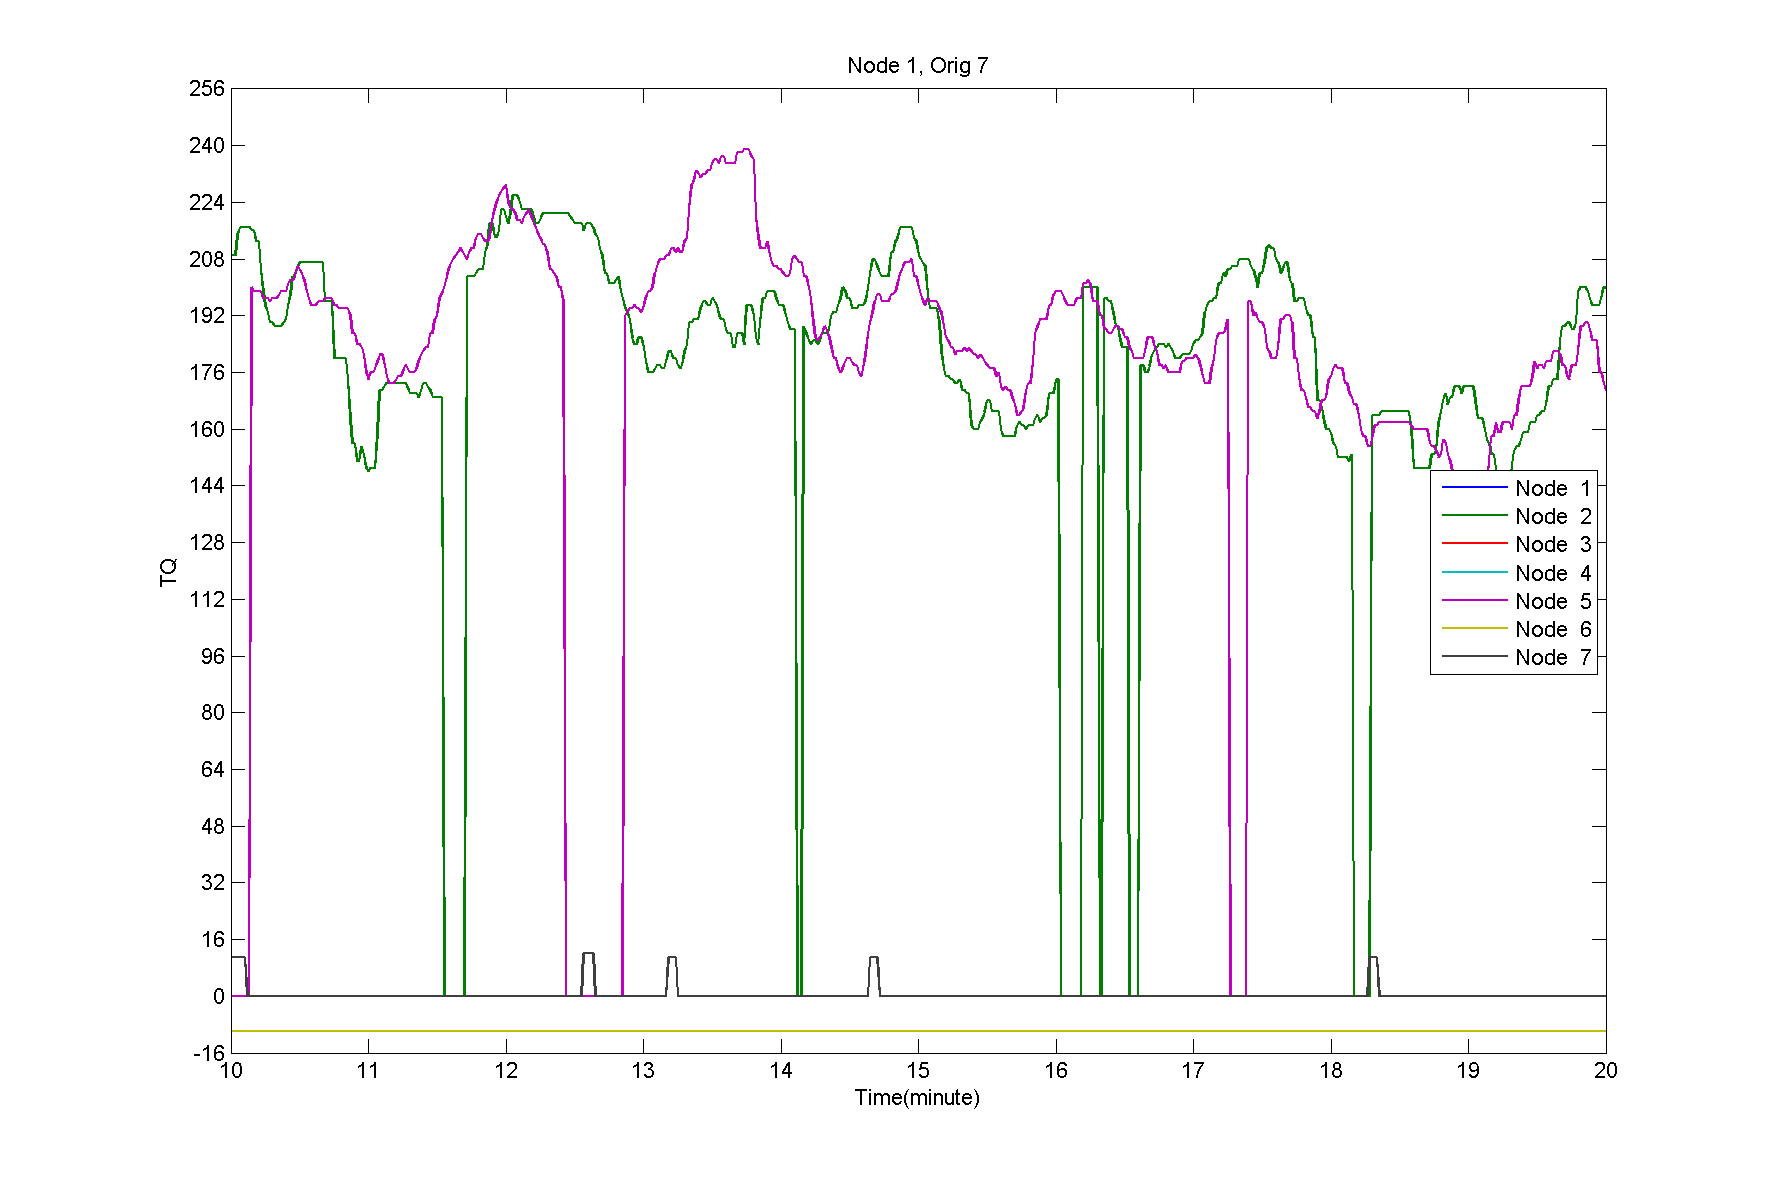 Node 1, Orig 7
256
240
224
208
192
176
160
144
128
112
96
80
64
48
32
16
0
-16
TQ
Node 1
Node 2
Node 3
Node 4
Node 5
Node 6
Node 7
10 11 12 13 14 15 16 17 18 19 20
Time(minute)